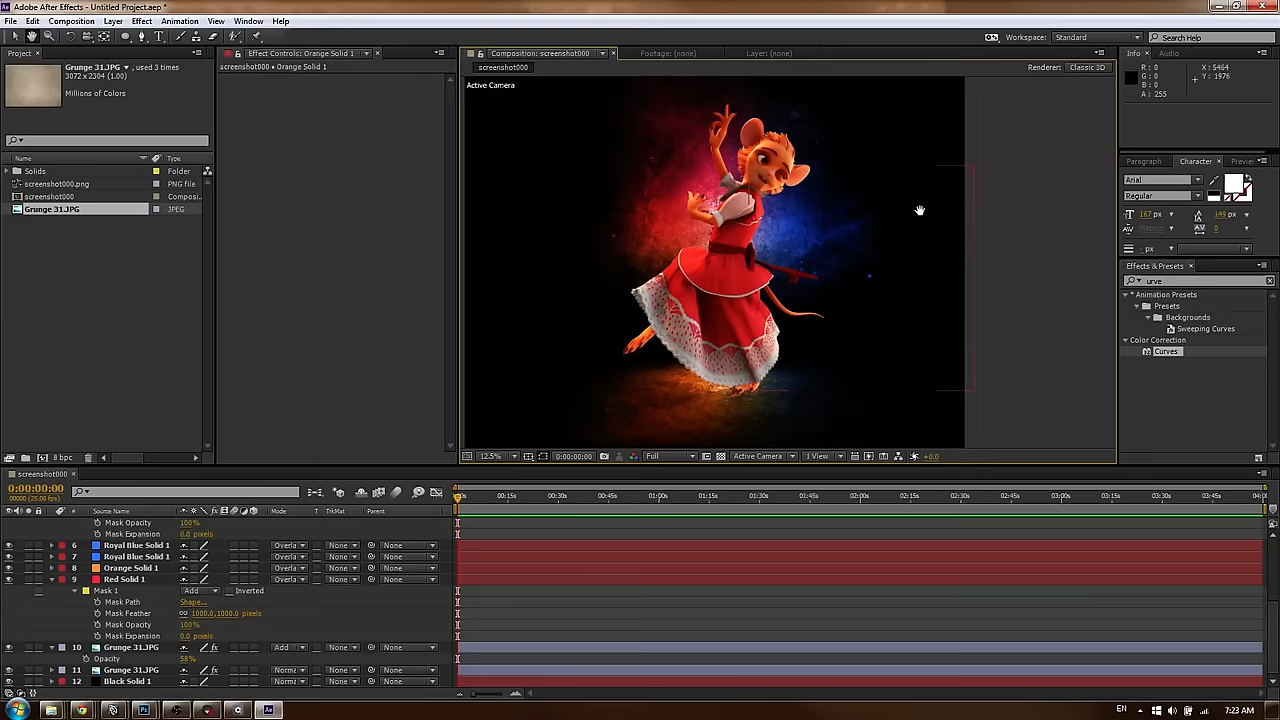 Adobe After Effects - Untitled Project.aep *
File Edit Composition Layer Effect Animation View Window Help
Workspace: Standard Search Help
Project
Effect Controls: Orange Solid 1
Composition: screenshot000
Footage: (none)
Layer: (none)
Info Audio
Grunge 31.JPG , used 3 times
3072 x 2304 (1.00)
Millions of Colors
screenshot000 • Orange Solid 1
screenshot000
Renderer: Classic 3D
Active Camera
R: 0
G: 0
B: 0
A: 255
X: 5464
Y: 1976
Name Type
Solids Folder
screenshot000.png PNG file
screenshot000 Composi...
Grunge 31.JPG JPEG
Paragraph Character Previe
Arial
Regular
167 px 149 px
Metrics 0
- px
Effects & Presets
urve
* Animation Presets
Presets
Backgrounds
Sweeping Curves
Color Correction
Curves
8 bpc
12.5% 0:00:00:00 Full Active Camera 1 View +0.0
screenshot000
0:00:00:00
00000 (25.00 fps)
00s 00:15s 00:30s 00:45s 01:00s 01:15s 01:30s 01:45s 02:00s 02:15s 02:30s 02:45s 03:00s 03:15s 03:30s 03:45s 04:00
# Source Name Mode T TrkMat Parent
Mask Opacity 100%
Mask Expansion 0.0 pixels
6 Royal Blue Solid 1 Overla None None
7 Royal Blue Solid 1 Overla None None
8 Orange Solid 1 Overla None None
9 Red Solid 1 Overla None None
Mask 1 Add Inverted
Mask Path Shape...
Mask Feather 1000.0,1000.0 pixels
Mask Opacity 100%
Mask Expansion 0.0 pixels
10 Grunge 31.JPG Add None None
Opacity 58%
11 Grunge 31.JPG Norma None None
12 Black Solid 1 Norma None None
EN 7:23 AM